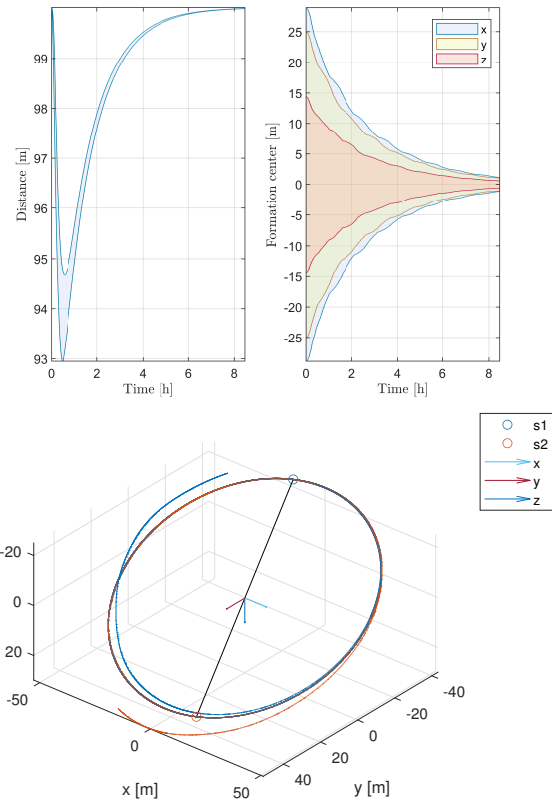 99
98
97
96
95
94
93
Distance [m]
0 2 4 6 8
Time [h]
25
20
15
10
5
0
-5
-10
-15
-20
-25
Formation center [m]
0 2 4 6 8
Time [h]
x
y
z
s1
s2
x
y
z
-20
0
20
-50
0
50
x [m]
-40
-20
0
20
40
y [m]